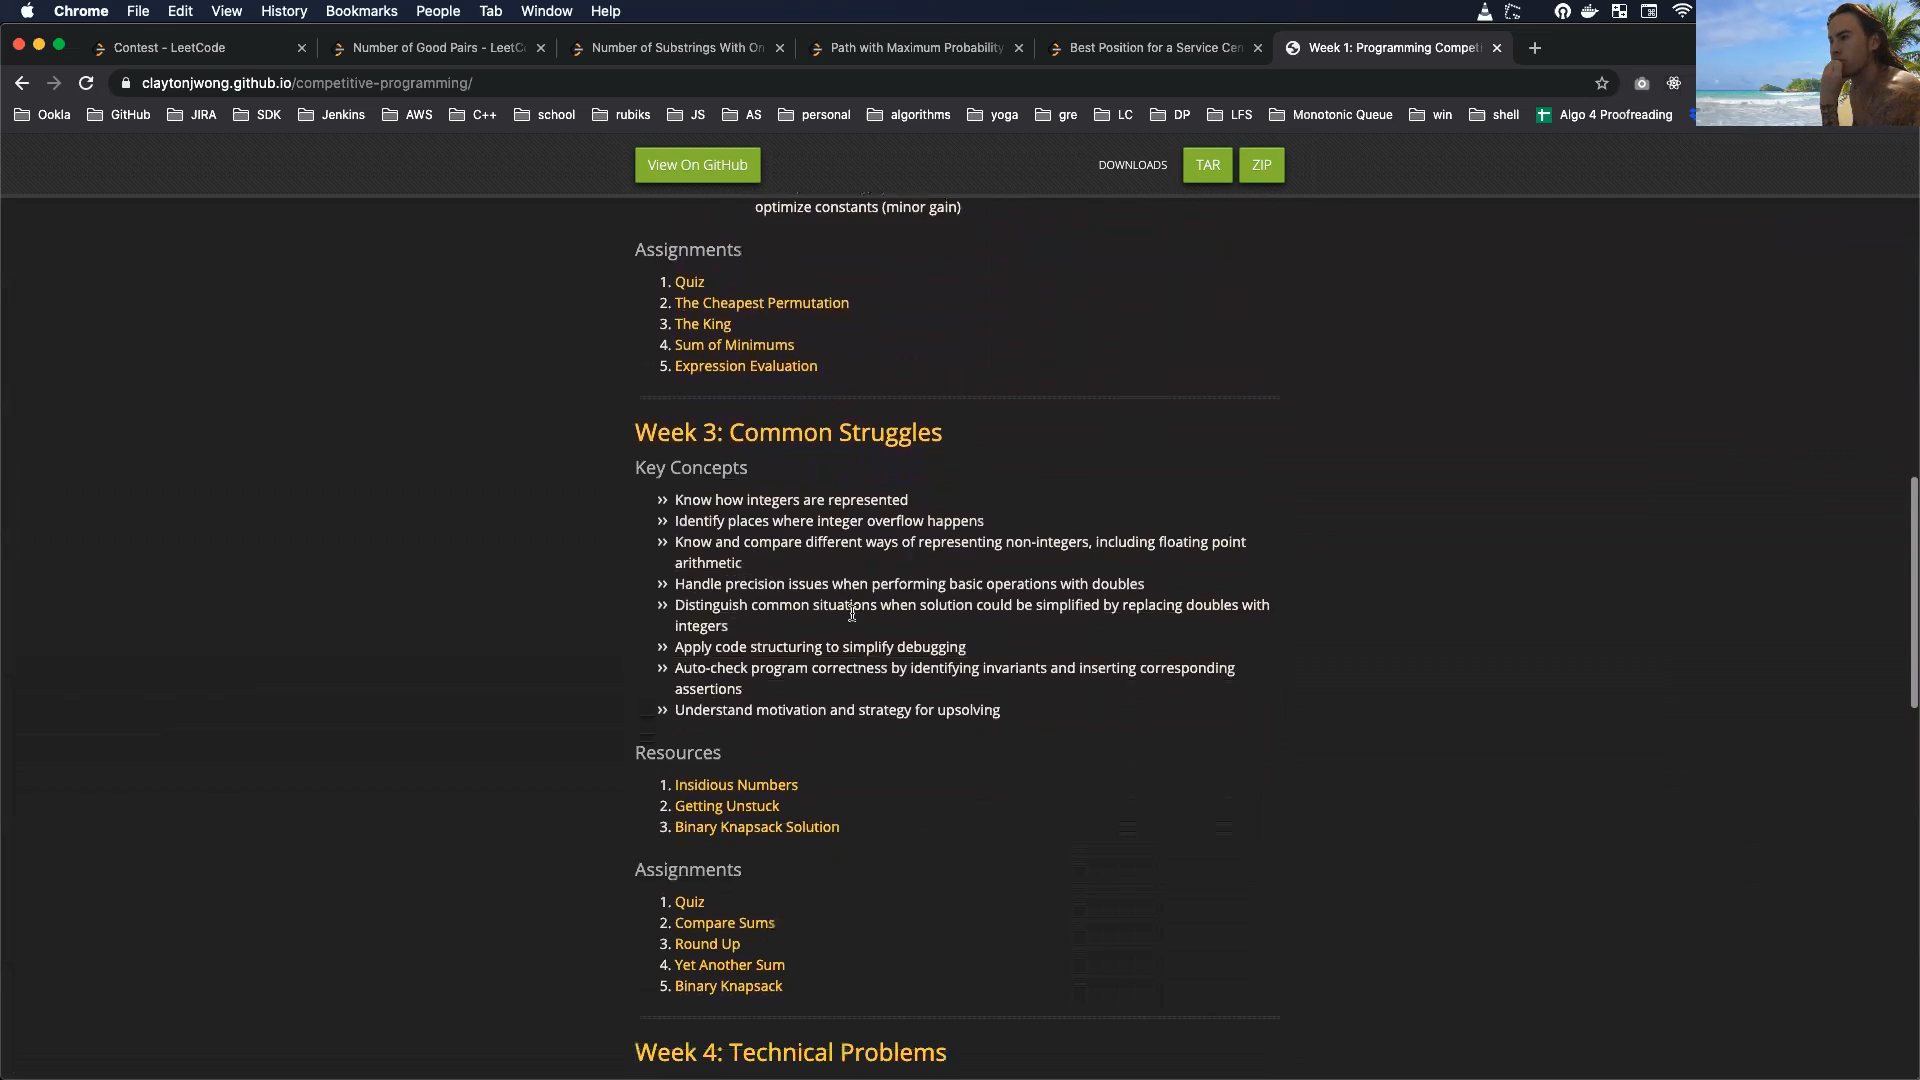 Chrome File Edit View History Bookmarks People Tab Window Help
Contest - LeetCode
Number of Good Pairs - LeetC
Number of Substrings With On
Path with Maximum Probability
Best Position for a Service Cen
Week 1: Programming Compet
claytonjwong.github.io/competitive-programming/
Ookla GitHub JIRA SDK Jenkins AWS C++ school rubiks JS AS personal algorithms yoga gre LC DP LFS Monotonic Queue win shell Algo 4 Proofreading
View On GitHub DOWNLOADS TAR ZIP
optimize constants (minor gain)
Assignments
1. Quiz
2. The Cheapest Permutation
3. The King
4. Sum of Minimums
5. Expression Evaluation
Week 3: Common Struggles
Key Concepts
›› Know how integers are represented
›› Identify places where integer overflow happens
›› Know and compare different ways of representing non-integers, including floating point
arithmetic
›› Handle precision issues when performing basic operations with doubles
›› Distinguish common situations when solution could be simplified by replacing doubles with
integers
›› Apply code structuring to simplify debugging
›› Auto-check program correctness by identifying invariants and inserting corresponding
assertions
›› Understand motivation and strategy for upsolving
Resources
1. Insidious Numbers
2. Getting Unstuck
3. Binary Knapsack Solution
Assignments
1. Quiz
2. Compare Sums
3. Round Up
4. Yet Another Sum
5. Binary Knapsack
Week 4: Technical Problems